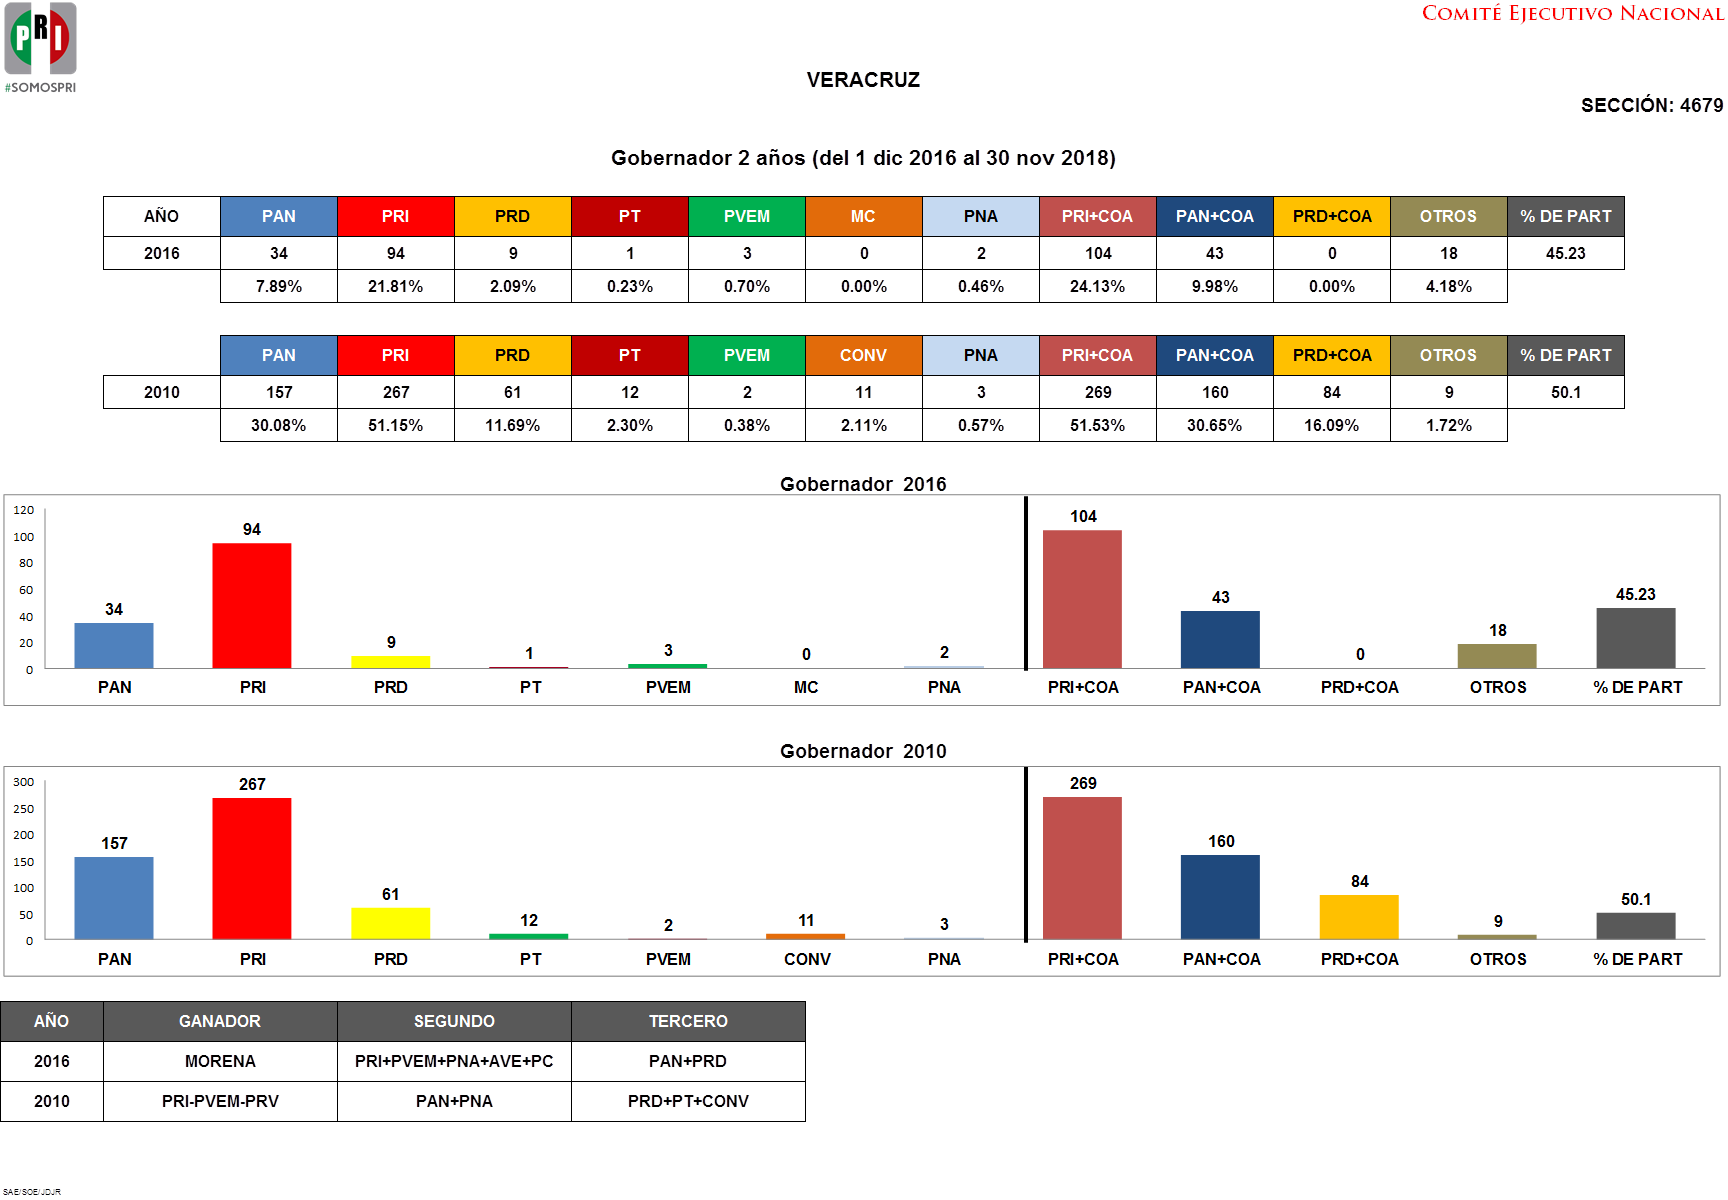 COMITÉ EJECUTIVO NACIONAL
PRI
#SOMOSPRI
VERACRUZ
SECCIÓN: 4679
Gobernador 2 años (del 1 dic 2016 al 30 nov 2018)
AÑO PAN PRI PRD PT PVEM MC PNA PRI+COA PAN+COA PRD+COA OTROS % DE PART
2016 34 94 9 1 3 0 2 104 43 0 18 45.23
7.89% 21.81% 2.09% 0.23% 0.70% 0.00% 0.46% 24.13% 9.98% 0.00% 4.18%
PAN PRI PRD PT PVEM CONV PNA PRI+COA PAN+COA PRD+COA OTROS % DE PART
2010 157 267 61 12 2 11 3 269 160 84 9 50.1
30.08% 51.15% 11.69% 2.30% 0.38% 2.11% 0.57% 51.53% 30.65% 16.09% 1.72%
Gobernador 2016
120
100
80
60
40
20
0
34 94 9 1 3 0 2 104 43 0 18 45.23
PAN PRI PRD PT PVEM MC PNA PRI+COA PAN+COA PRD+COA OTROS % DE PART
Gobernador 2010
300
250
200
150
100
50
0
157 267 61 12 2 11 3 269 160 84 9 50.1
PAN PRI PRD PT PVEM CONV PNA PRI+COA PAN+COA PRD+COA OTROS % DE PART
AÑO GANADOR SEGUNDO TERCERO
2016 MORENA PRI+PVEM+PNA+AVE+PC PAN+PRD
2010 PRI-PVEM-PRV PAN+PNA PRD+PT+CONV
SAE/SOE/JDJR